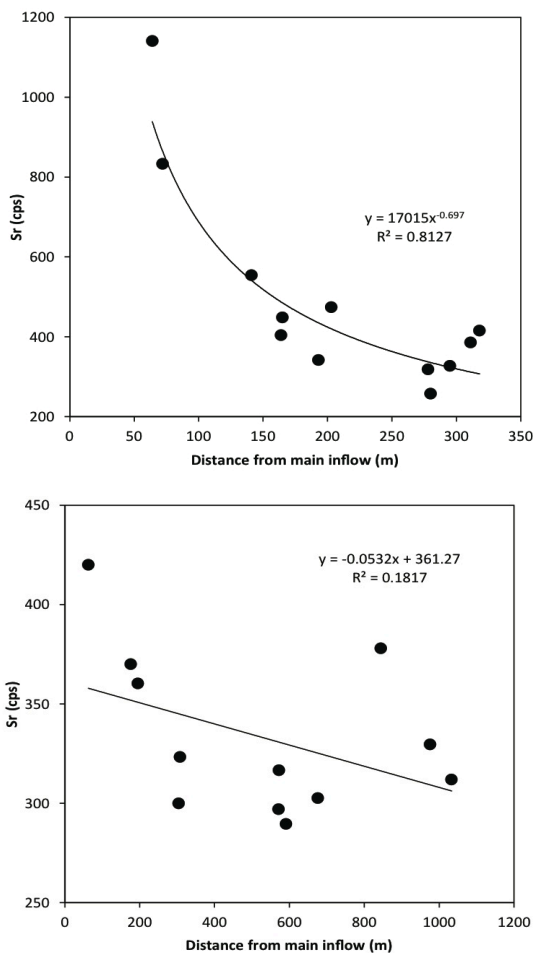 1200
1000
800
600
400
200
Sr (cps)
y = 17015x^-0.697
R² = 0.8127
0 50 100 150 200 250 300 350
Distance from main inflow (m)
450
400
350
300
250
Sr (cps)
y = -0.0532x + 361.27
R² = 0.1817
0 200 400 600 800 1000 1200
Distance from main inflow (m)